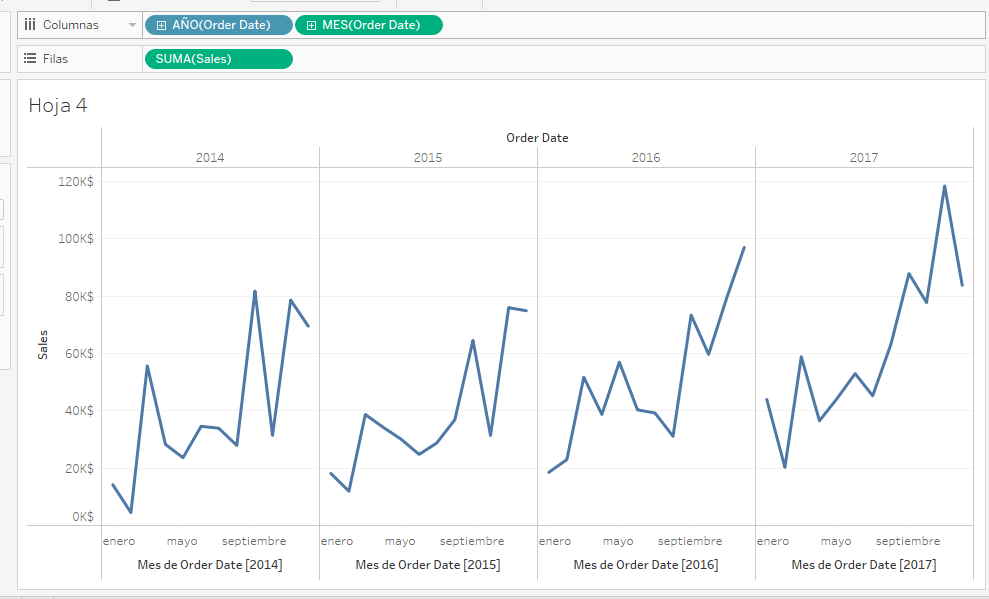 Columnas AÑO(Order Date) MES(Order Date)
Filas SUMA(Sales)
Hoja 4
Order Date
2014 2015 2016 2017
120K$
100K$
80K$
60K$
40K$
20K$
0K$
Sales
enero mayo septiembre enero mayo septiembre enero mayo septiembre enero mayo septiembre
Mes de Order Date [2014] Mes de Order Date [2015] Mes de Order Date [2016] Mes de Order Date [2017]